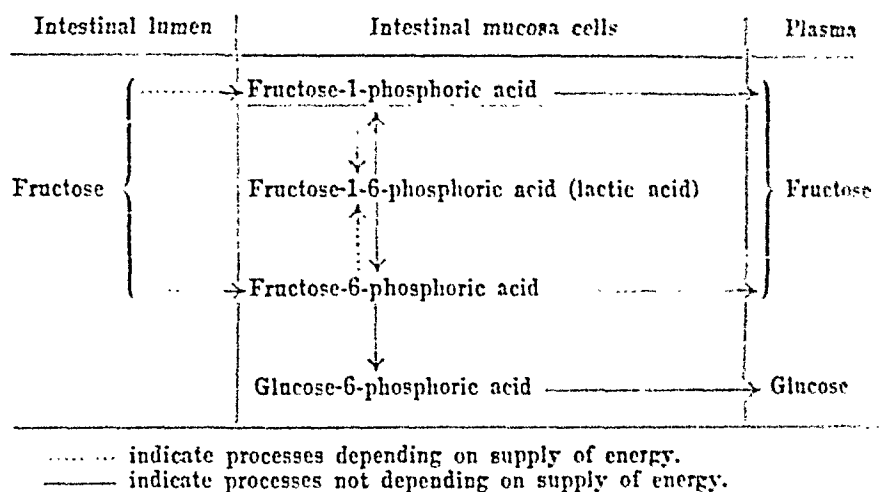 Intestinal lumen Intestinal mucosa cells Plasma
Fructose-1-phosphoric acid
Fructose Fructose-1-6-phosphoric acid (lactic acid) Fructose
Fructose-6-phosphoric acid
Glucose-6-phosphoric acid Glucose
indicate processes depending on supply of energy.
indicate processes not depending on supply of energy.